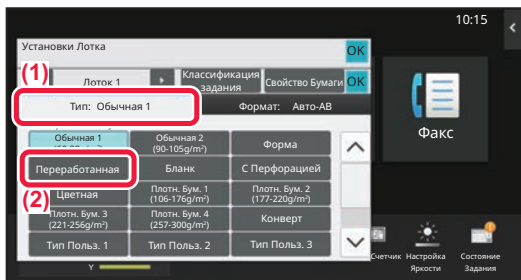 10:15
Установки Лотка
OK
(1)
Лоток 1
Классификация задания
Свойство Бумаги
OK
Тип: Обычная 1
Формат: Авто-AB
Обычная 1
Обычная 2
(90-105g/m²)
Форма
Переработанная
Бланк
С Перфорацией
(2)
Цветная
Плотн. Бум. 1
(106-176g/m²)
Плотн. Бум. 2
(177-220g/m²)
Плотн. Бум. 3
(221-256g/m²)
Плотн. Бум. 4
(257-300g/m²)
Конверт
Тип Польз. 1
Тип Польз. 2
Тип Польз. 3
Факс
Счетчик
Настройка
Яркости
Состояние
Задания
Y